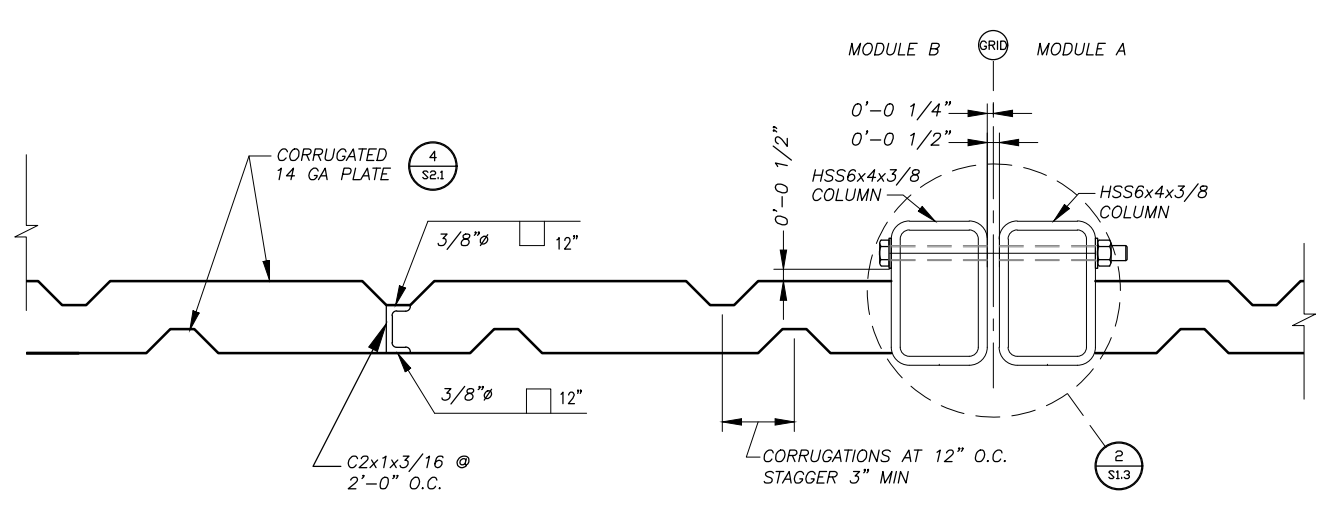 MODULE B
GRID
MODULE A
0'-0 1/4"
0'-0 1/2"
0'-0 1/2"
CORRUGATED
14 GA PLATE
4
S2.1
HSS6x4x3/8
COLUMN
HSS6x4x3/8
COLUMN
3/8"ø
12"
3/8"ø
12"
C2x1x3/16 @
2'-0" O.C.
CORRUGATIONS AT 12" O.C.
STAGGER 3" MIN
2
S1.3